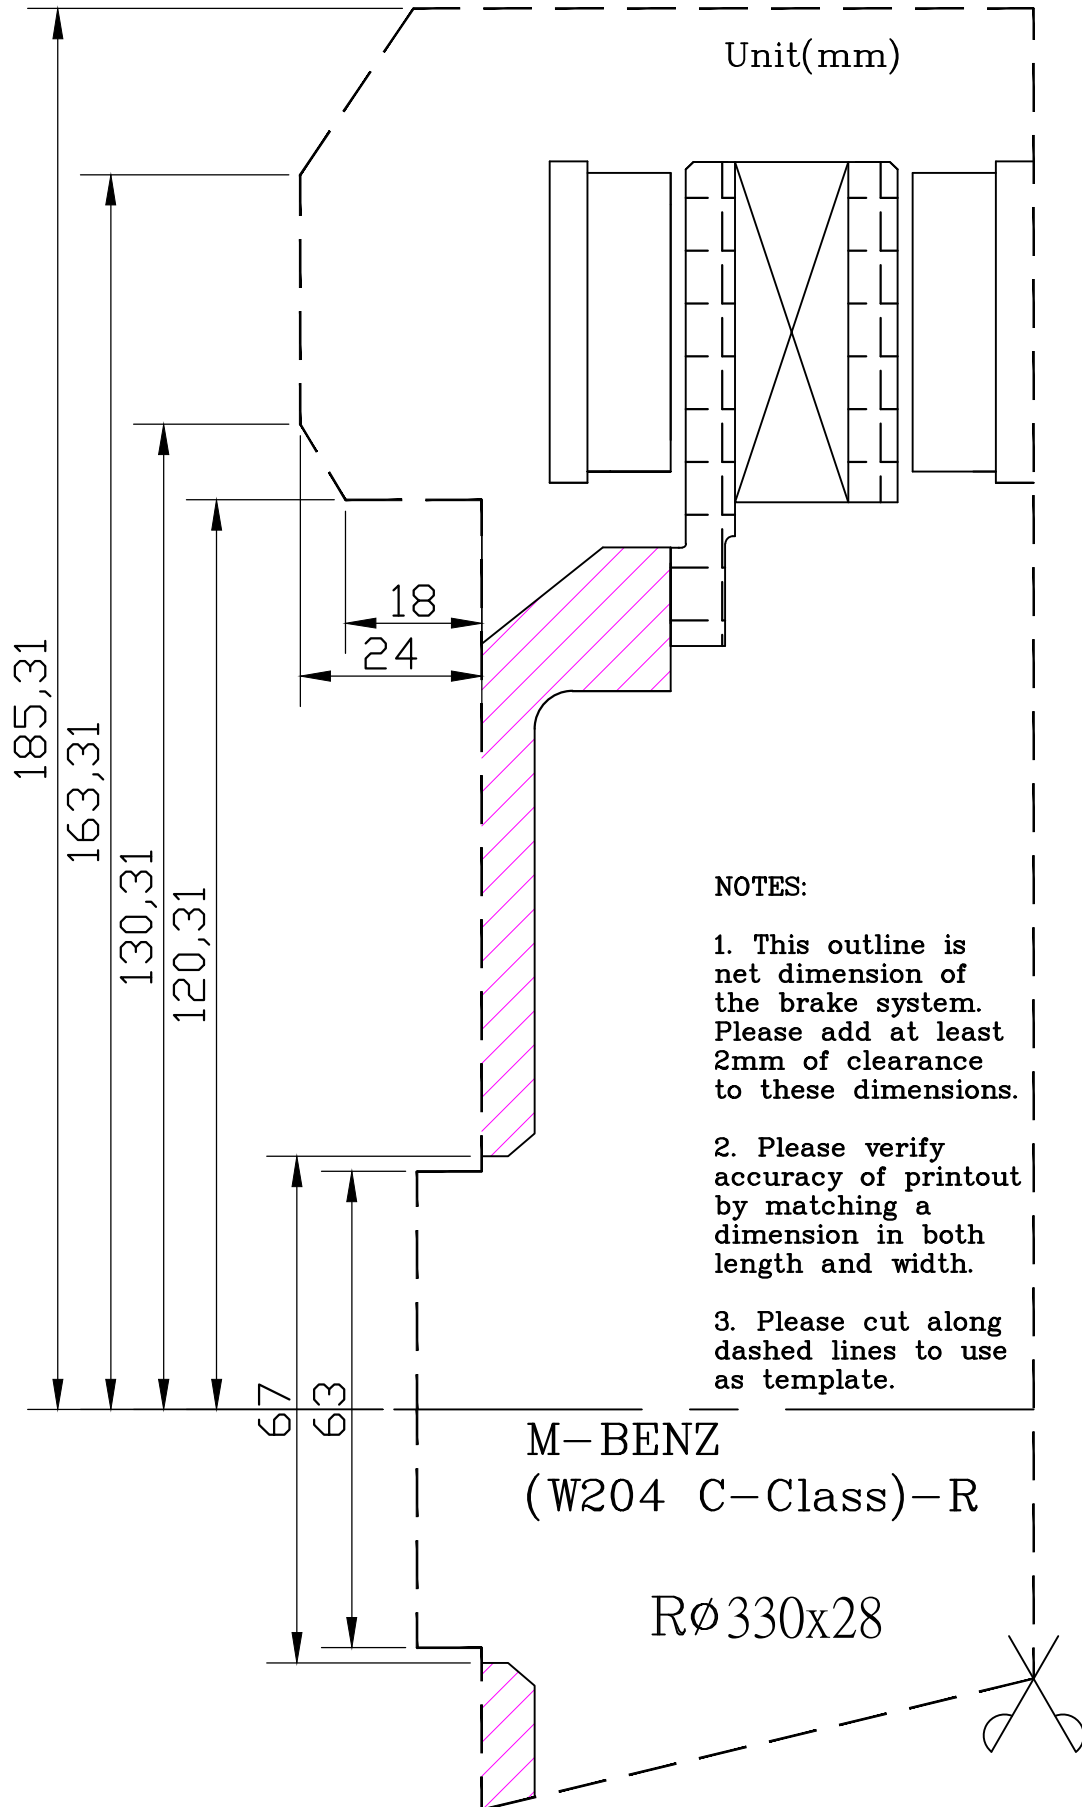 Unit(mm)
18
24
185,31
163,31
130,31
120,31
NOTES:
1. This outline is
net dimension of
the brake system.
Please add at least
2mm of clearance
to these dimensions.
2. Please verify
accuracy of printout
by matching a
dimension in both
length and width.
3. Please cut along
dashed lines to use
as template.
67
63
M-BENZ
(W204 C-Class)-R
RØ330x28